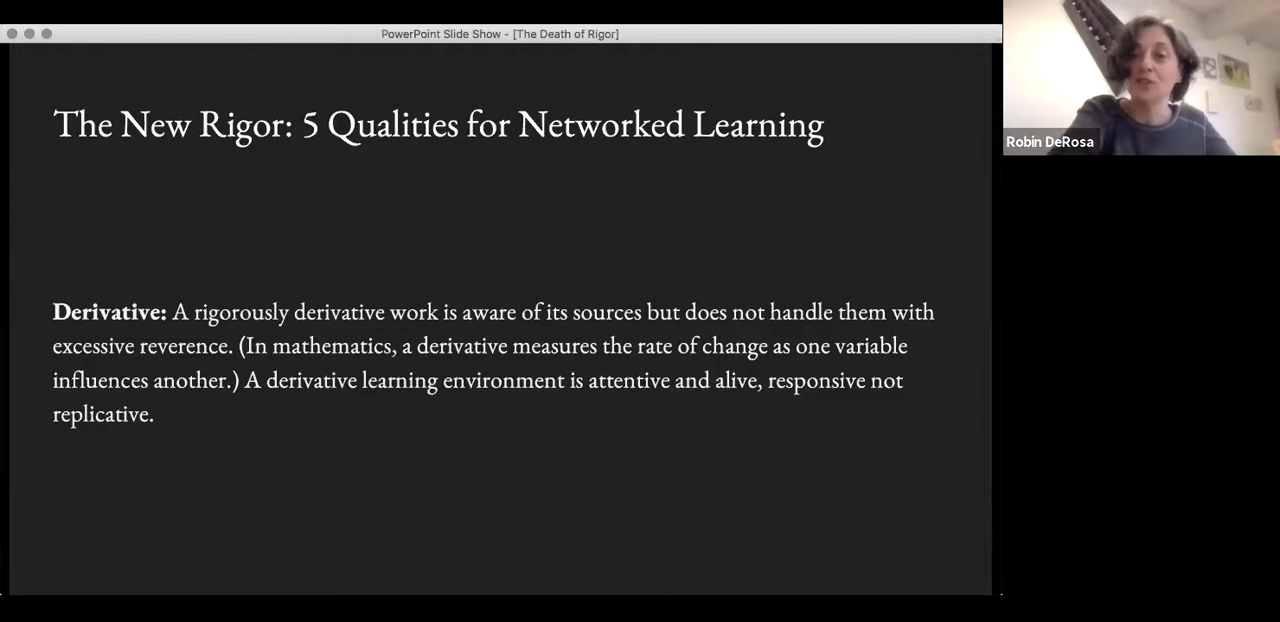 PowerPoint Slide Show - [The Death of Rigor]
The New Rigor: 5 Qualities for Networked Learning
Derivative: A rigorously derivative work is aware of its sources but does not handle them with
excessive reverence. (In mathematics, a derivative measures the rate of change as one variable
influences another.) A derivative learning environment is attentive and alive, responsive not
replicative.
Robin DeRosa